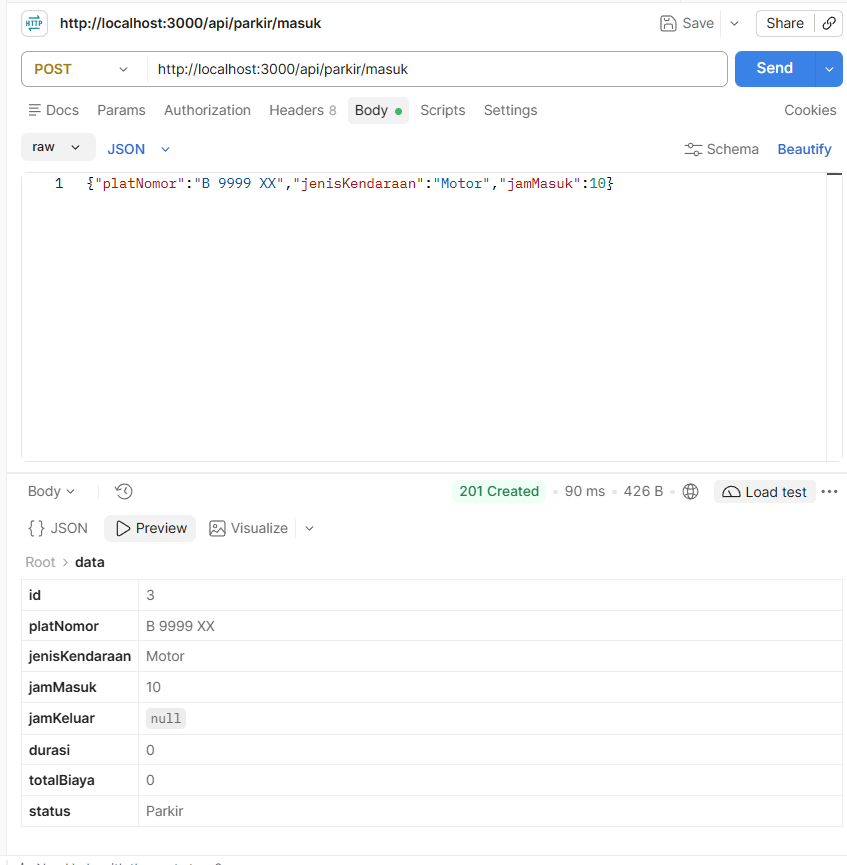 HTTP http://localhost:3000/api/parkir/masuk Save Share
POST http://localhost:3000/api/parkir/masuk Send
Docs Params Authorization Headers 8 Body Scripts Settings Cookies
raw JSON Schema Beautify
1 {"platNomor":"B 9999 XX","jenisKendaraan":"Motor","jamMasuk":10}
Body 201 Created 90 ms 426 B Load test
{ } JSON Preview Visualize
Root > data
id 3
platNomor B 9999 XX
jenisKendaraan Motor
jamMasuk 10
jamKeluar null
durasi 0
totalBiaya 0
status Parkir